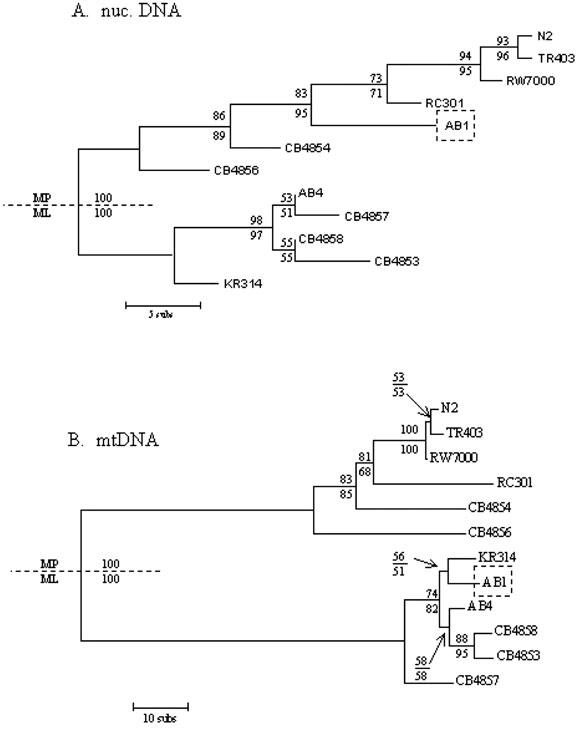 A. nuc. DNA
93
96
N2
TR403
94
95
RW7000
73
71
RC301
83
95
AB1
86
89
CB4854
CB4856
MP 100
ML 100
53
51
AB4
CB4857
98
97
55
55
CB4858
CB4853
KR314
5 subs
B. mtDNA
53
53
N2
TR403
100
100
RW7000
81
68
RC301
83
85
CB4854
CB4856
MP 100
ML 100
56
51
KR314
AB1
74
82
AB4
88
95
CB4858
CB4853
58
58
CB4857
10 subs